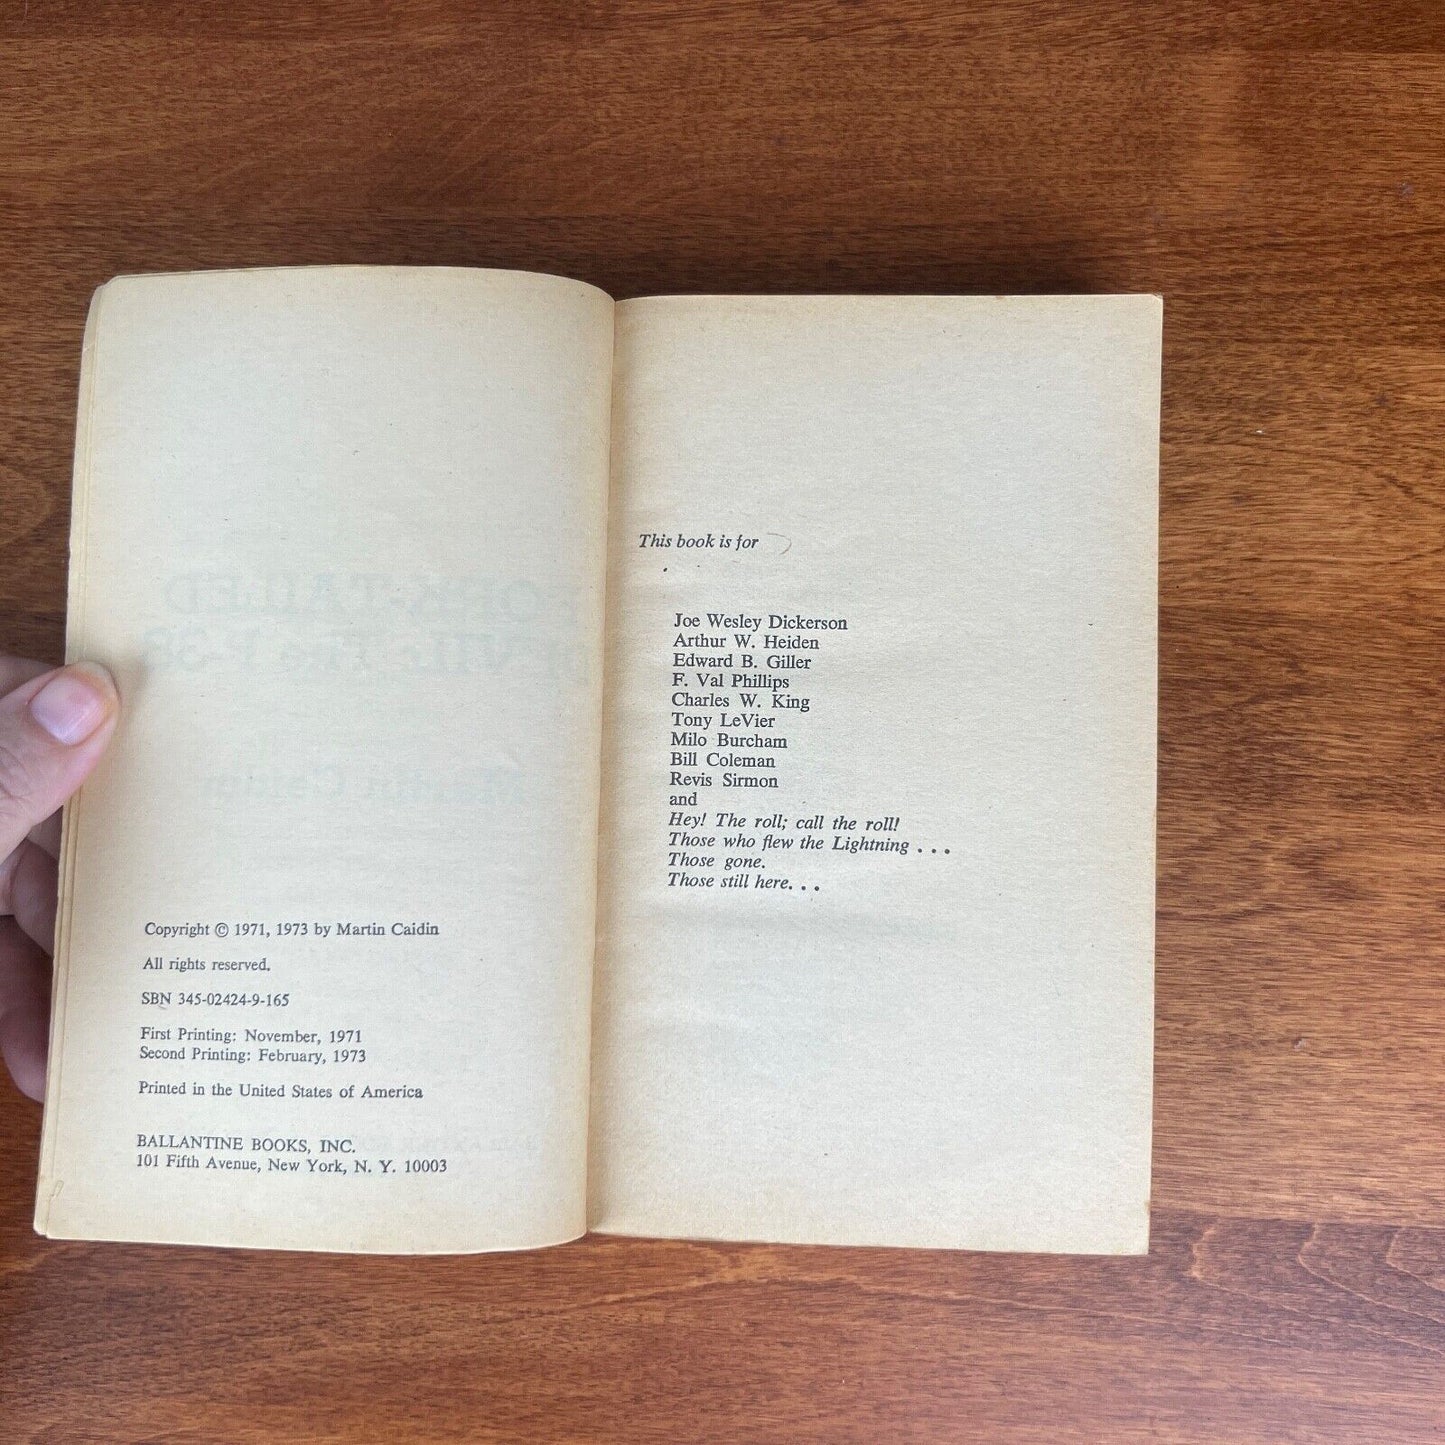 Copyright © 1971, 1973 by Martin Caidin
All rights reserved.
SBN 345-02424-9-165
First Printing: November, 1971
Second Printing: February, 1973
Printed in the United States of America
BALLANTINE BOOKS, INC.
101 Fifth Avenue, New York, N. Y. 10003
This book is for
Joe Wesley Dickerson
Arthur W. Heiden
Edward B. Giller
F. Val Phillips
Charles W. King
Tony LeVier
Milo Burcham
Bill Coleman
Revis Sirmon
and
Hey! The roll; call the roll!
Those who flew the Lightning . . .
Those gone.
Those still here. . .